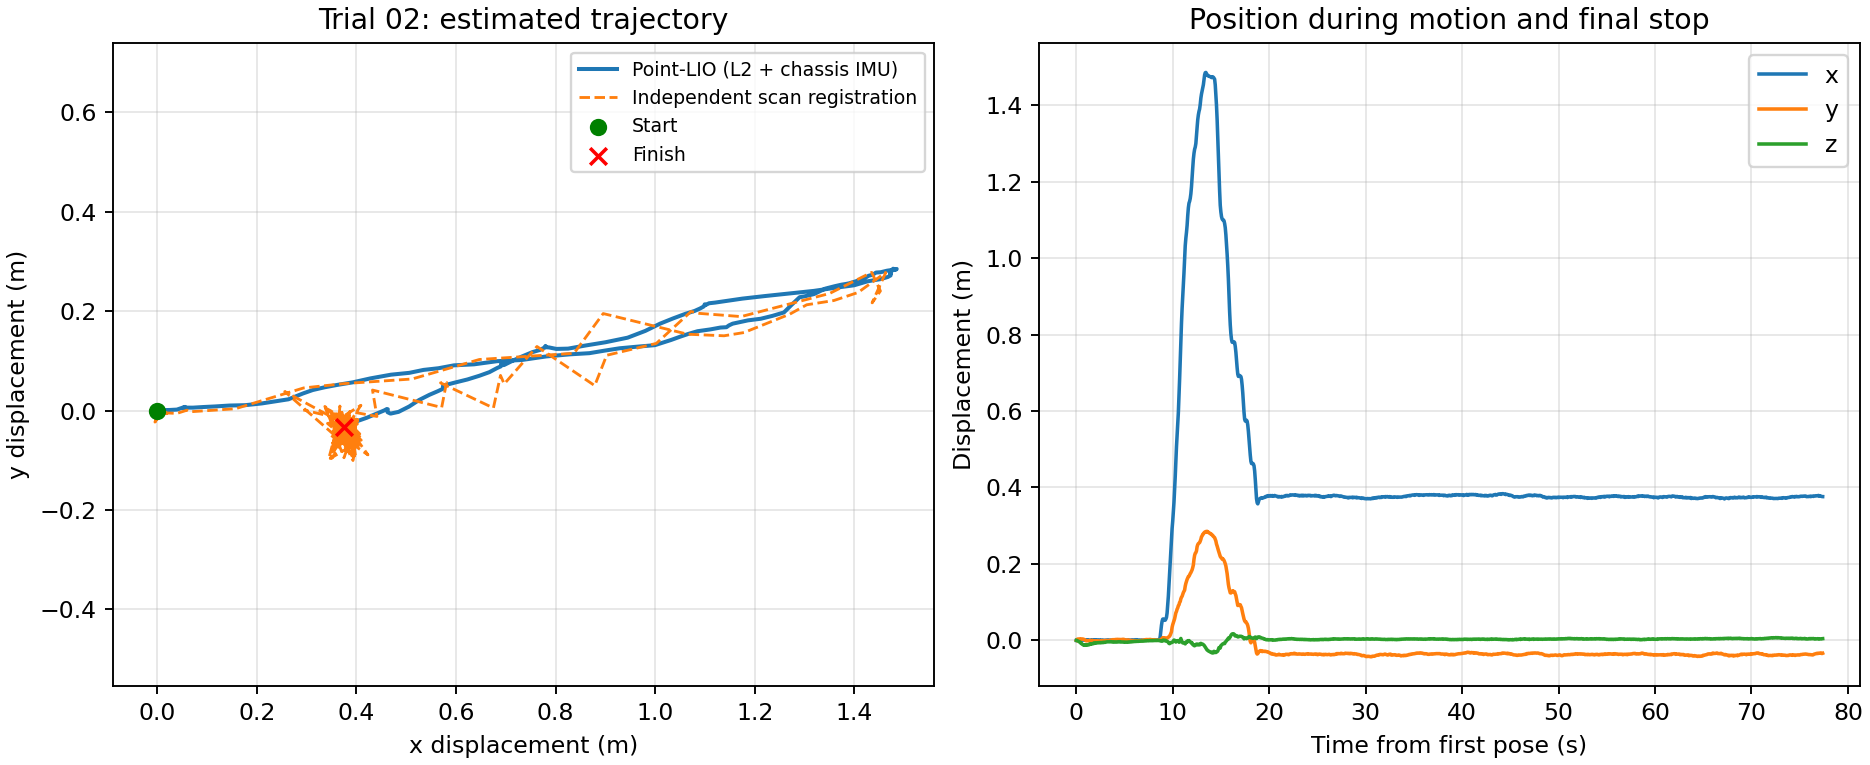 Trial 02: estimated trajectory
Point-LIO (L2 + chassis IMU)
Independent scan registration
Start
Finish
0.6
0.4
0.2
0.0
−0.2
−0.4
y displacement (m)
0.0 0.2 0.4 0.6 0.8 1.0 1.2 1.4
x displacement (m)
Position during motion and final stop
x
y
z
1.4
1.2
1.0
0.8
0.6
0.4
0.2
0.0
Displacement (m)
0 10 20 30 40 50 60 70 80
Time from first pose (s)